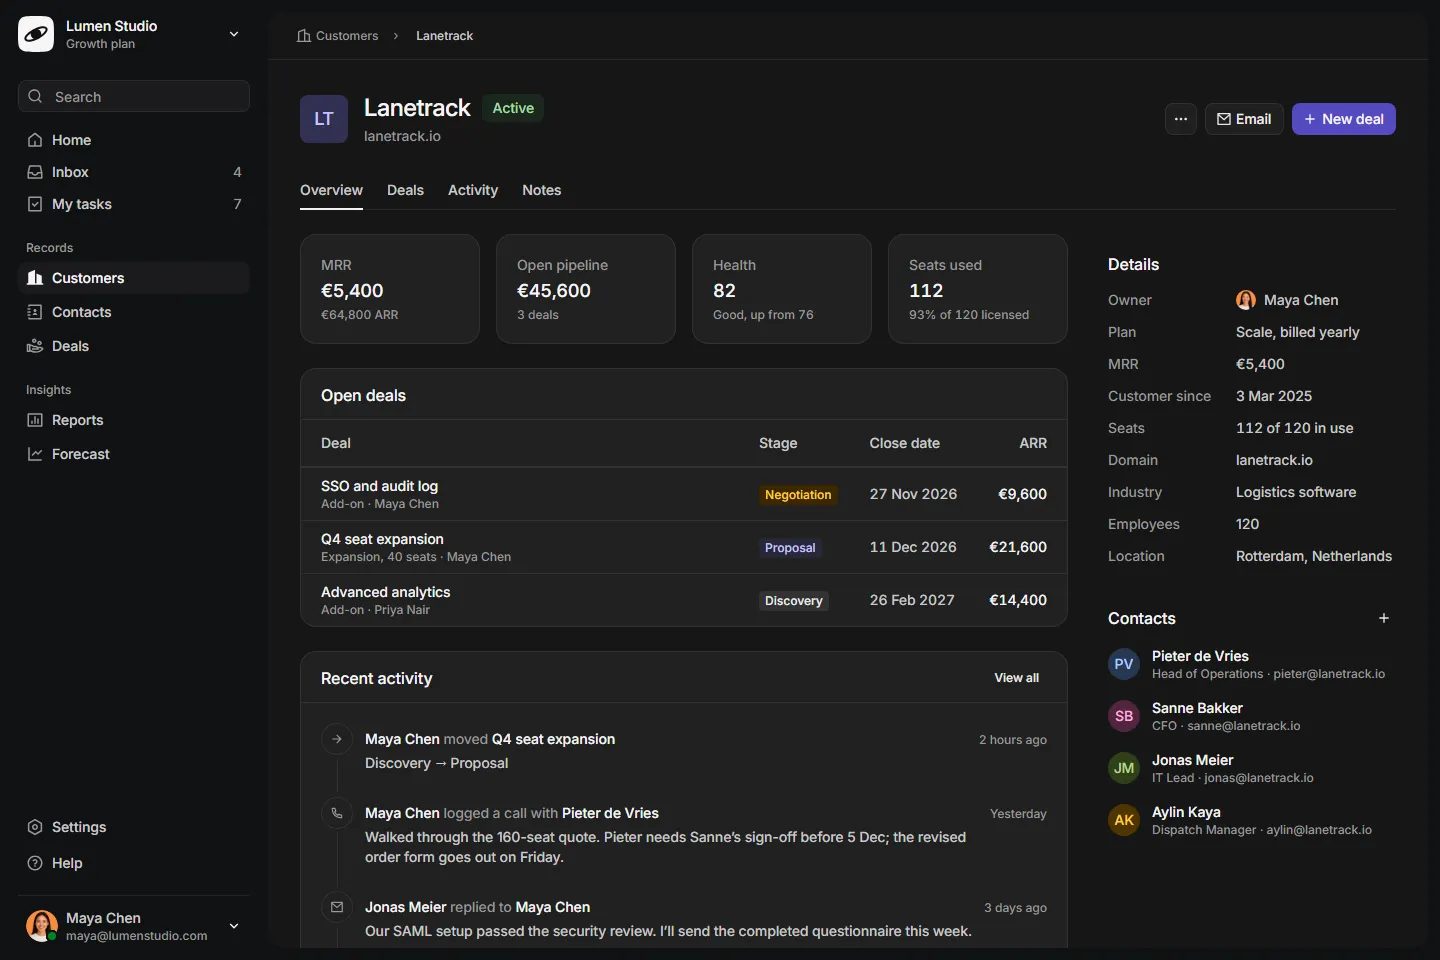 Lumen Studio
Growth plan
Search
Home
Inbox 4
My tasks 7
Records
Customers
Contacts
Deals
Insights
Reports
Forecast
Settings
Help
Maya Chen
maya@lumenstudio.com
Customers › Lanetrack
LT
Lanetrack Active
lanetrack.io
Email
+ New deal
Overview Deals Activity Notes
MRR
€5,400
€64,800 ARR
Open pipeline
€45,600
3 deals
Health
82
Good, up from 76
Seats used
112
93% of 120 licensed
Open deals
Deal Stage Close date ARR
SSO and audit log
Add-on · Maya Chen
Negotiation 27 Nov 2026 €9,600
Q4 seat expansion
Expansion, 40 seats · Maya Chen
Proposal 11 Dec 2026 €21,600
Advanced analytics
Add-on · Priya Nair
Discovery 26 Feb 2027 €14,400
Recent activity View all
Maya Chen moved Q4 seat expansion 2 hours ago
Discovery → Proposal
Maya Chen logged a call with Pieter de Vries Yesterday
Walked through the 160-seat quote. Pieter needs Sanne’s sign-off before 5 Dec; the revised
order form goes out on Friday.
Jonas Meier replied to Maya Chen 3 days ago
Our SAML setup passed the security review. I’ll send the completed questionnaire this week.
Details
Owner Maya Chen
Plan Scale, billed yearly
MRR €5,400
Customer since 3 Mar 2025
Seats 112 of 120 in use
Domain lanetrack.io
Industry Logistics software
Employees 120
Location Rotterdam, Netherlands
Contacts +
PV
Pieter de Vries
Head of Operations · pieter@lanetrack.io
SB
Sanne Bakker
CFO · sanne@lanetrack.io
JM
Jonas Meier
IT Lead · jonas@lanetrack.io
AK
Aylin Kaya
Dispatch Manager · aylin@lanetrack.io